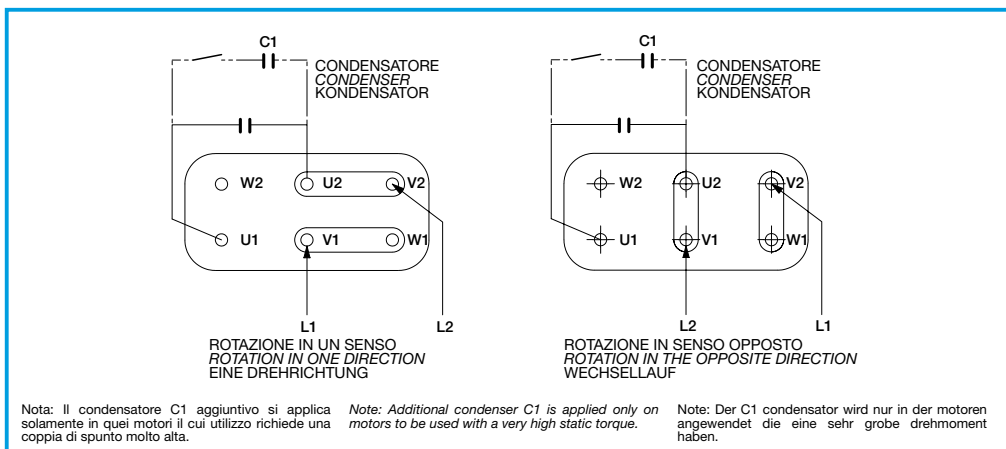 C1
CONDENSATORE
CONDENSER
KONDENSATOR
W2 U2 V2
U1 V1 W1
L1 L2
ROTAZIONE IN UN SENSO
ROTATION IN ONE DIRECTION
EINE DREHRICHTUNG
C1
CONDENSATORE
CONDENSER
KONDENSATOR
W2 U2 V2
U1 V1 W1
L2 L1
ROTAZIONE IN SENSO OPPOSTO
ROTATION IN THE OPPOSITE DIRECTION
WECHSELLAUF
Nota: Il condensatore C1 aggiuntivo si applica
solamente in quei motori il cui utilizzo richiede una
coppia di spunto molto alta.
Note: Additional condenser C1 is applied only on
motors to be used with a very high static torque.
Note: Der C1 condensator wird nur in der motoren
angewendet die eine sehr grobe drehmoment
haben.